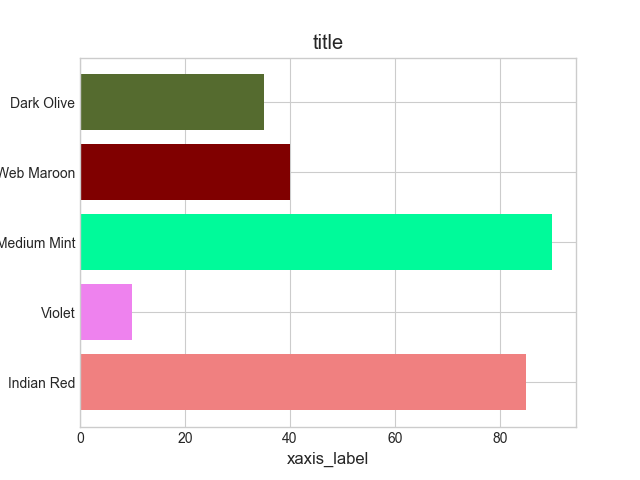 title
Dark Olive
Web Maroon
Medium Mint
Violet
Indian Red
0 20 40 60 80
xaxis_label